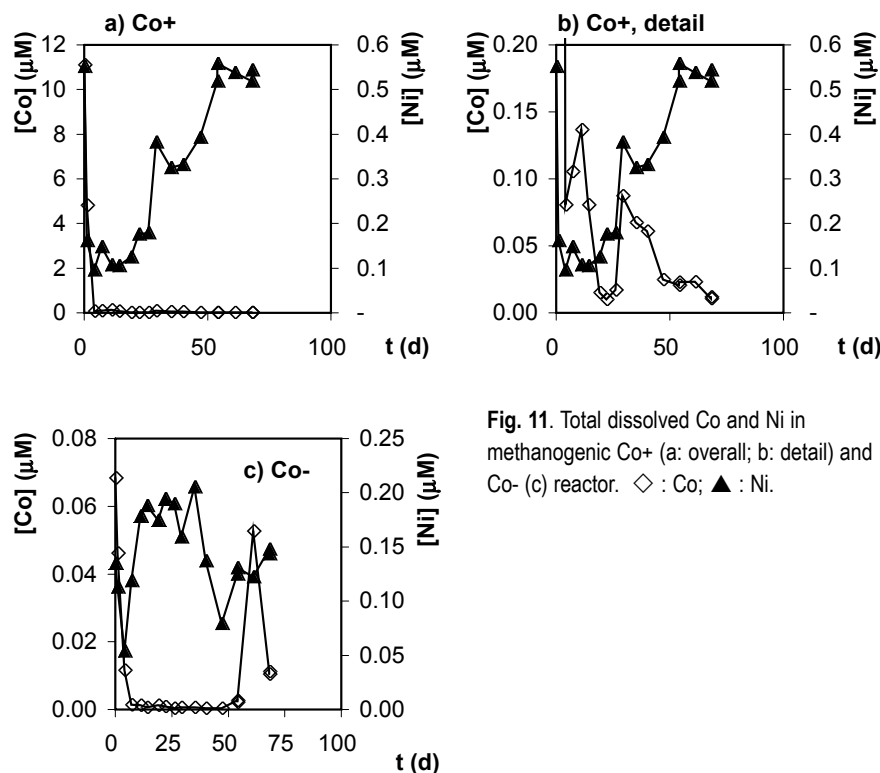 a) Co+
[Co] (µM)
12
10
8
6
4
2
0
0.6
0.5
0.4
0.3
0.2
0.1
-
[Ni] (µM)
0 50 100
t (d)
b) Co+, detail
[Co] (µM)
0.20
0.15
0.10
0.05
0.00
0.6
0.5
0.4
0.3
0.2
0.1
-
[Ni] (µM)
0 50 100
t (d)
c) Co-
[Co] (µM)
0.08
0.06
0.04
0.02
0.00
0.25
0.20
0.15
0.10
0.05
0.00
[Ni] (µM)
0 25 50 75 100
t (d)
Fig. 11. Total dissolved Co and Ni in
methanogenic Co+ (a: overall; b: detail) and
Co- (c) reactor. ◇ : Co; ▲ : Ni.